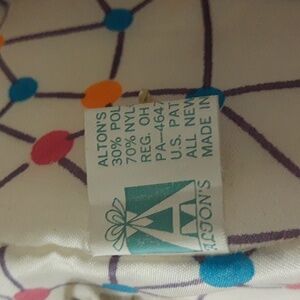 ALTON'S
30% POL
70% NYL
REG. OH
PA-4647
U.S. PAT
ALL NEW
MADE IN
ALTON'S